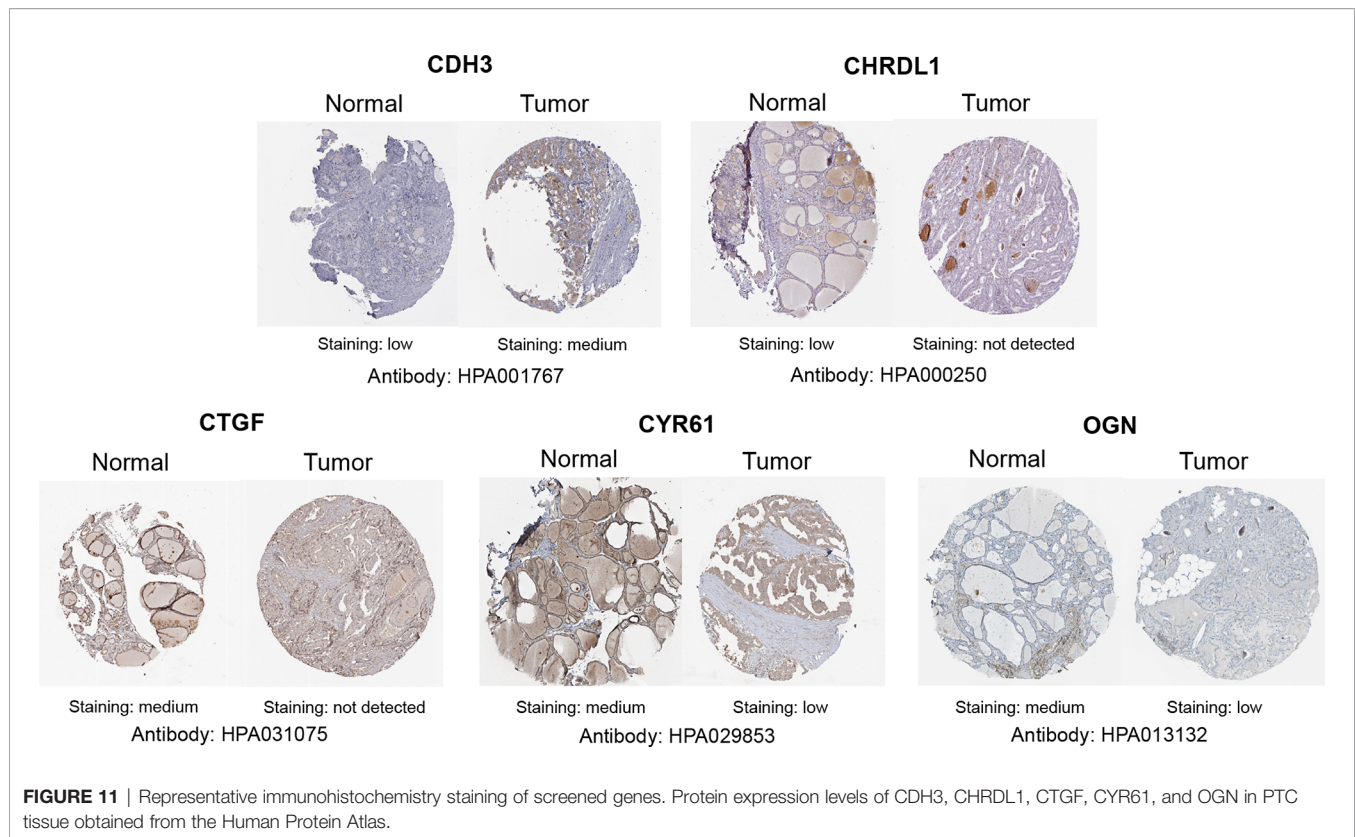 CDH3
CHRDL1
Normal
Tumor
Normal
Tumor
Staining: low
Staining: medium
Staining: low
Staining: not detected
Antibody: HPA001767
Antibody: HPA000250
CTGF
CYR61
OGN
Normal
Tumor
Normal
Tumor
Normal
Tumor
Staining: medium
Staining: not detected
Staining: medium
Staining: low
Staining: medium
Staining: low
Antibody: HPA031075
Antibody: HPA029853
Antibody: HPA013132
FIGURE 11 | Representative immunohistochemistry staining of screened genes. Protein expression levels of CDH3, CHRDL1, CTGF, CYR61, and OGN in PTC
tissue obtained from the Human Protein Atlas.